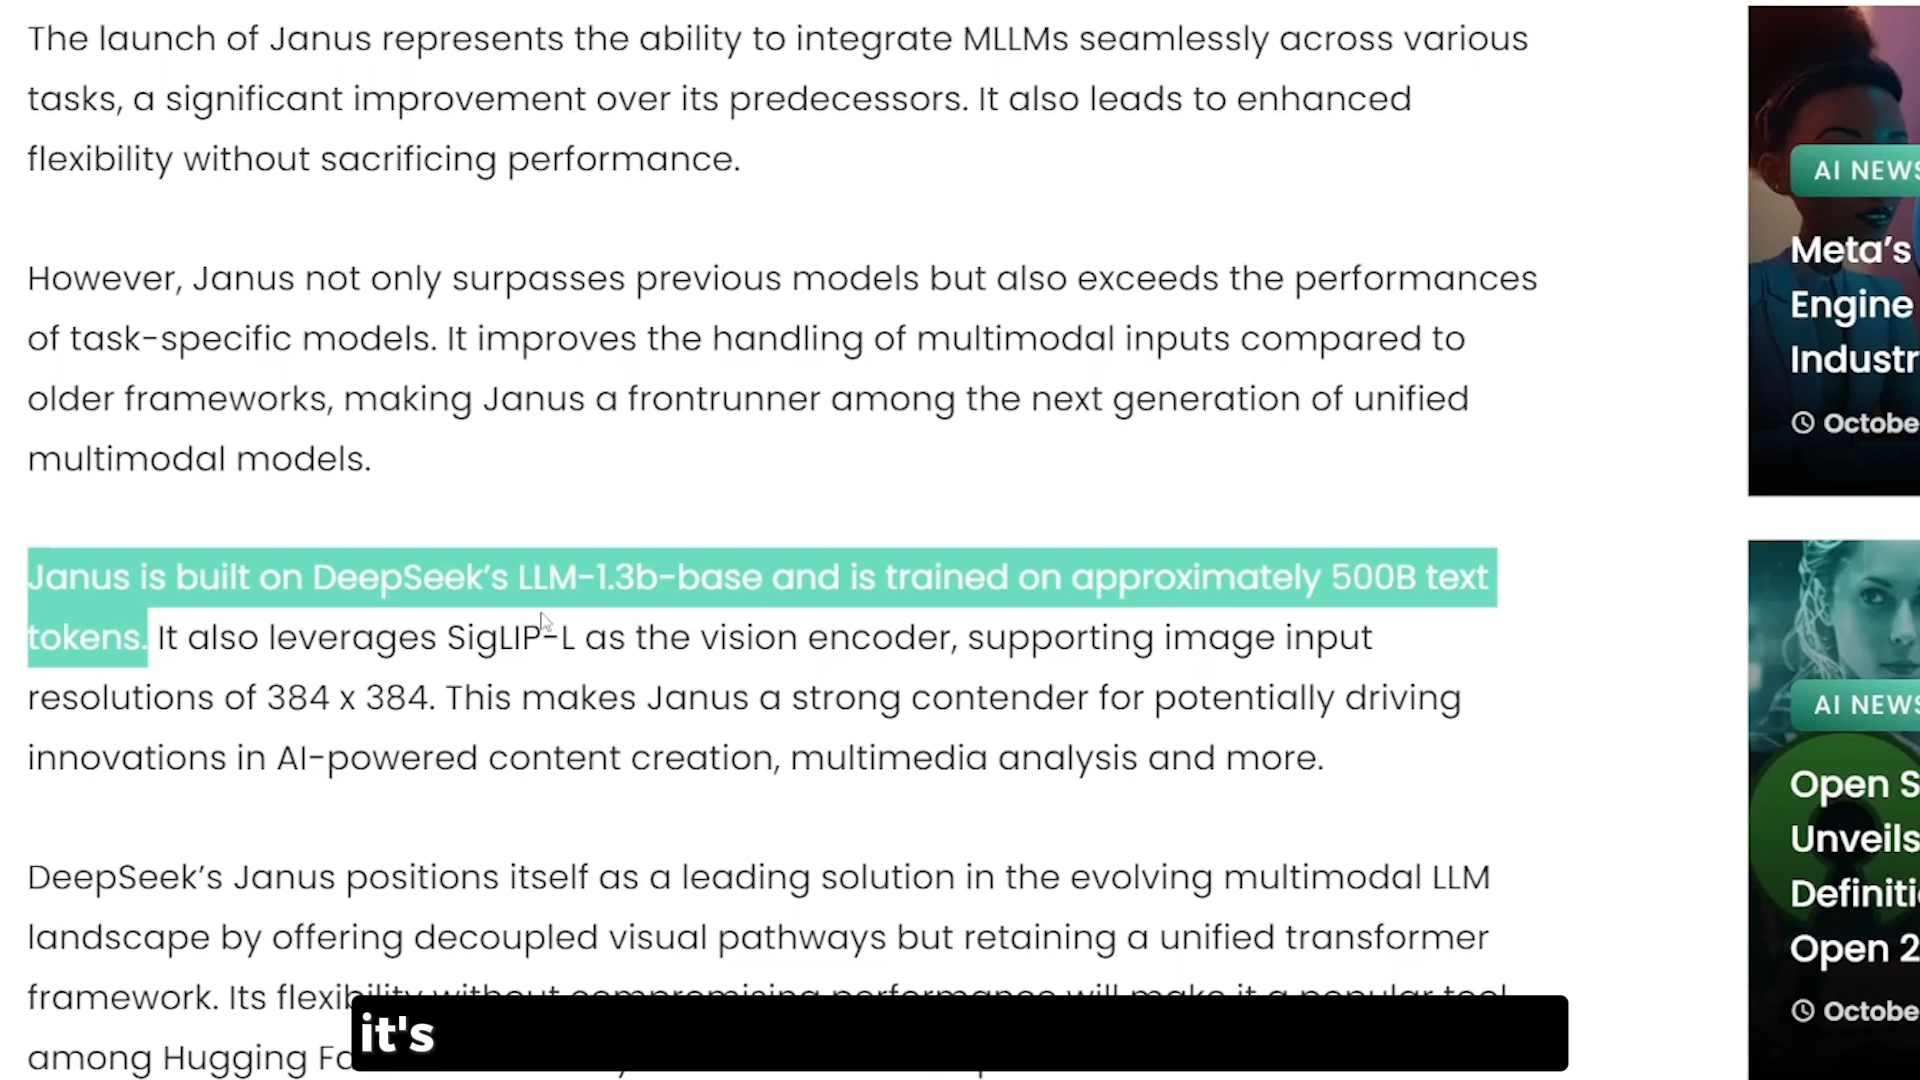 The launch of Janus represents the ability to integrate MLLMs seamlessly across various
tasks, a significant improvement over its predecessors. It also leads to enhanced
flexibility without sacrificing performance.
However, Janus not only surpasses previous models but also exceeds the performances
of task-specific models. It improves the handling of multimodal inputs compared to
older frameworks, making Janus a frontrunner among the next generation of unified
multimodal models.
Janus is built on DeepSeek’s LLM-1.3b-base and is trained on approximately 500B text
tokens. It also leverages SigLIP-L as the vision encoder, supporting image input
resolutions of 384 x 384. This makes Janus a strong contender for potentially driving
innovations in AI-powered content creation, multimedia analysis and more.
DeepSeek’s Janus positions itself as a leading solution in the evolving multimodal LLM
landscape by offering decoupled visual pathways but retaining a unified transformer
framework. Its flexibility without compromising performance will make it a popular tool
among Hugging
it's
AI NEWS
Meta’s
Engine
Industr
Octobe
AI NEWS
Open S
Unveils
Definiti
Open 2
Octobe